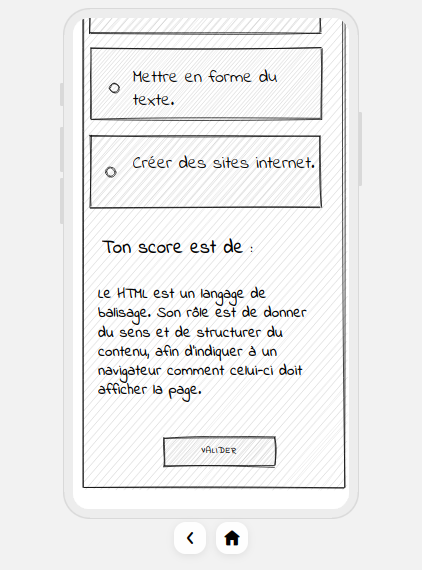 Mettre en forme du
texte.
Créer des sites internet.
Ton score est de :
Le HTML est un langage de
balisage. Son rôle est de donner
du sens et de structurer du
contenu, afin d'indiquer à un
navigateur comment celui-ci doit
afficher la page.
VALIDER